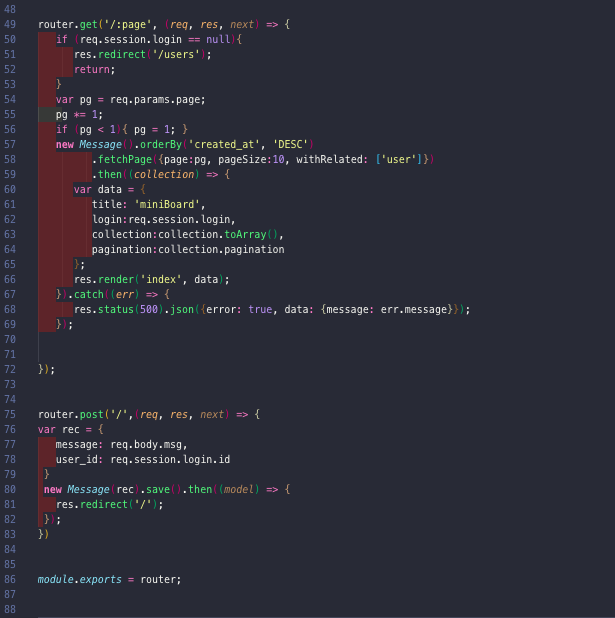 48
49 router.get('/:page', (req, res, next) => {
50 if (req.session.login == null){
51 res.redirect('/users');
52 return;
53 }
54 var pg = req.params.page;
55 pg *= 1;
56 if (pg < 1){ pg = 1; }
57 new Message().orderBy('created_at', 'DESC')
58 .fetchPage({page:pg, pageSize:10, withRelated: ['user']})
59 .then((collection) => {
60 var data = {
61 title: 'miniBoard',
62 login:req.session.login,
63 collection:collection.toArray(),
64 pagination:collection.pagination
65 };
66 res.render('index', data);
67 }).catch((err) => {
68 res.status(500).json({error: true, data: {message: err.message}});
69 });
70
71
72 });
73
74
75 router.post('/',(req, res, next) => {
76 var rec = {
77 message: req.body.msg,
78 user_id: req.session.login.id
79 }
80 new Message(rec).save().then((model) => {
81 res.redirect('/');
82 });
83 })
84
85
86 module.exports = router;
87
88